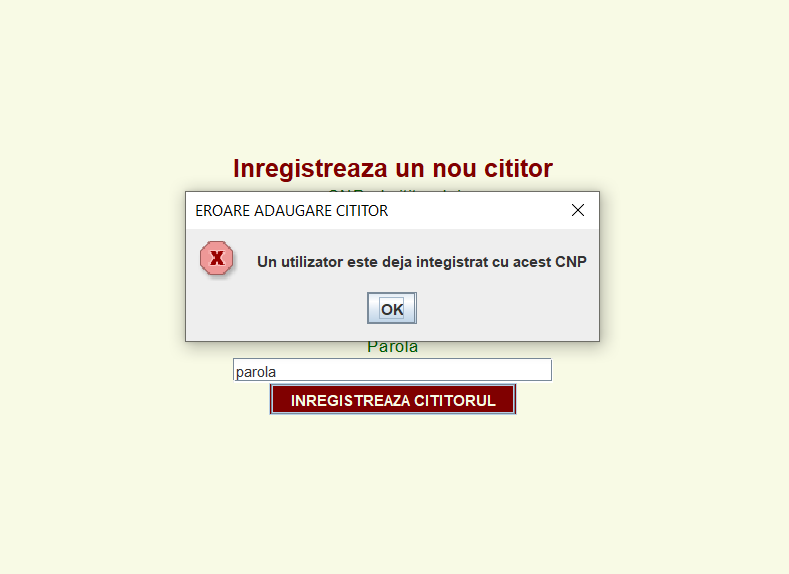 Inregistreaza un nou cititor
EROARE ADAUGARE CITITOR
Un utilizator este deja integistrat cu acest CNP
OK
Parola
parola
INREGISTREAZA CITITORUL